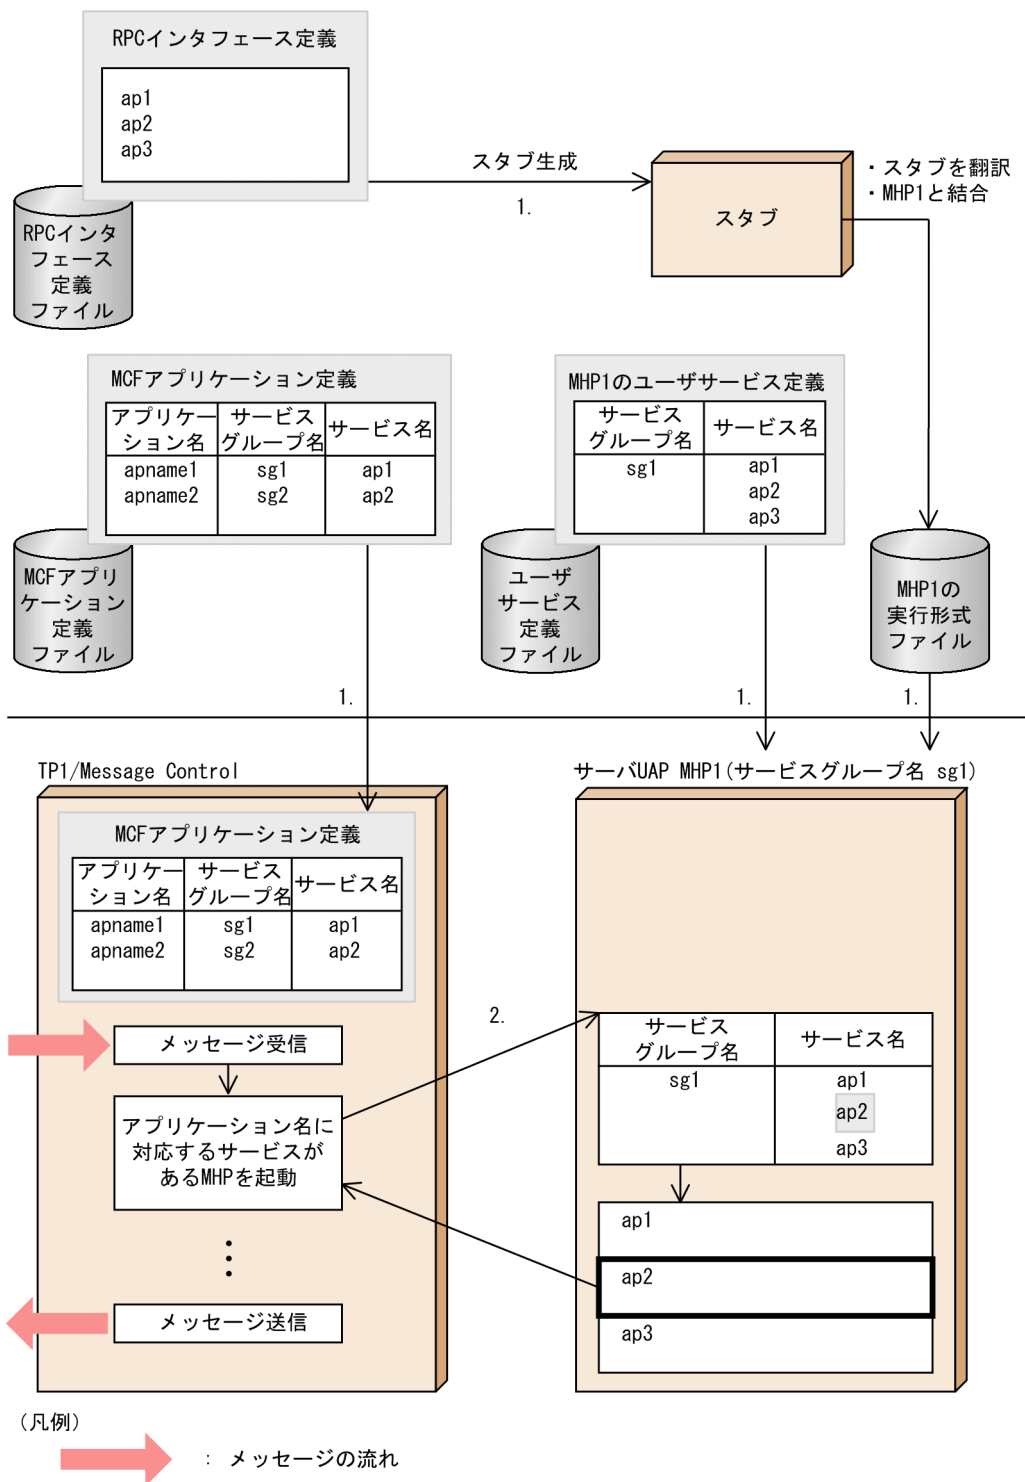 RPCインタフェース定義
ap1
ap2
ap3
RPCインタ
フェース
定義
ファイル
スタブ生成
1.
スタブ
・スタブを翻訳
・MHP1と結合
MCFアプリケーション定義
アプリケー
ション名
サービス
グループ名
サービス名
apname1 sg1 ap1
apname2 sg2 ap2
MCFアプリ
ケーション
定義
ファイル
MHP1のユーザサービス定義
サービス
グループ名
サービス名
sg1 ap1
ap2
ap3
ユーザ
サービス
定義
ファイル
MHP1の
実行形式
ファイル
1.
1.
1.
TP1/Message Control
MCFアプリケーション定義
アプリケー
ション名
サービス
グループ名
サービス名
apname1 sg1 ap1
apname2 sg2 ap2
メッセージ受信
アプリケーション名に
対応するサービスが
あるMHPを起動
メッセージ送信
2.
サーバUAP MHP1(サービスグループ名 sg1)
サービス
グループ名
サービス名
sg1 ap1
ap2
ap3
ap1
ap2
ap3
(凡例)
: メッセージの流れ